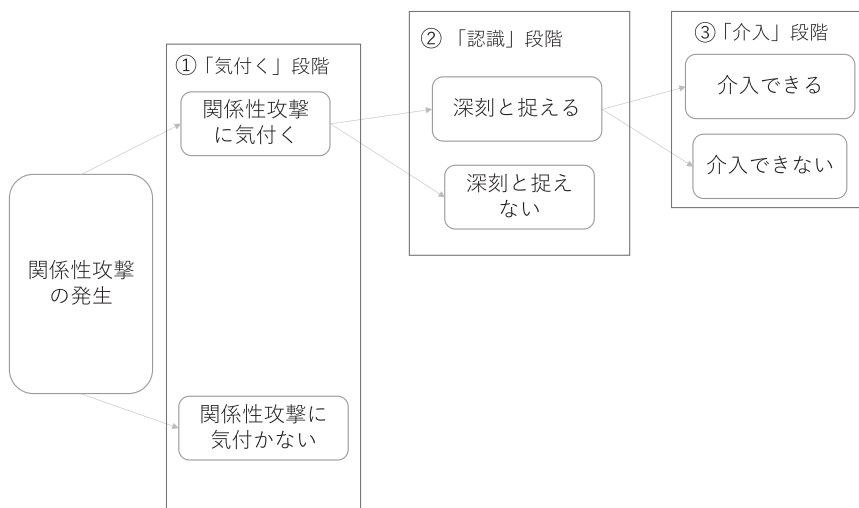 関係性攻撃
の発生
①「気付く」段階
関係性攻撃
に気付く
関係性攻撃に
気付かない
② 「認識」段階
深刻と捉える
深刻と捉え
ない
③「介入」段階
介入できる
介入できない